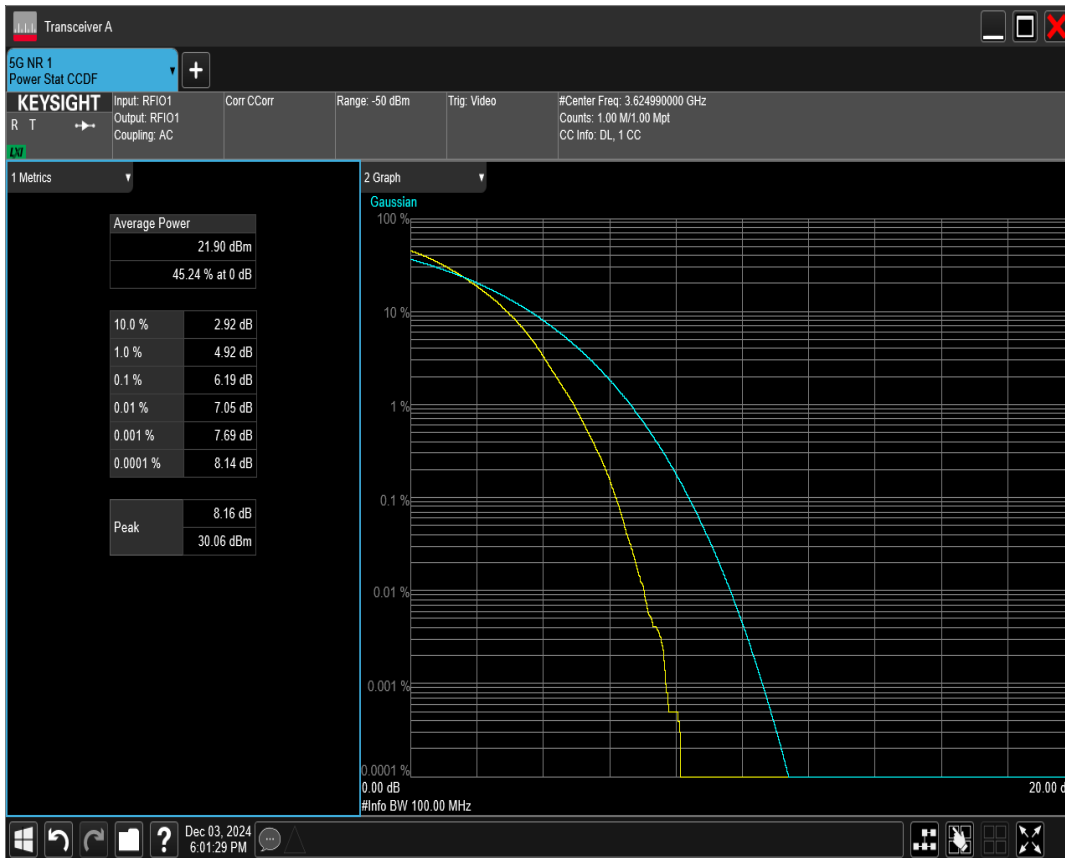 Transceiver A
5G NR 1
Power Stat CCDF
+
KEYSIGHT
R T
LXI
Input: RFIO1
Output: RFIO1
Coupling: AC
Corr CCorr
Range: -50 dBm
Trig: Video
#Center Freq: 3.624990000 GHz
Counts: 1.00 M/1.00 Mpt
CC Info: DL, 1 CC
1 Metrics
Average Power
21.90 dBm
45.24 % at 0 dB
10.0 % 2.92 dB
1.0 % 4.92 dB
0.1 % 6.19 dB
0.01 % 7.05 dB
0.001 % 7.69 dB
0.0001 % 8.14 dB
Peak
8.16 dB
30.06 dBm
2 Graph
Gaussian
100 %
10 %
1 %
0.1 %
0.01 %
0.001 %
0.0001 %
0.00 dB 20.00 d
#Info BW 100.00 MHz
?
Dec 03, 2024
6:01:29 PM